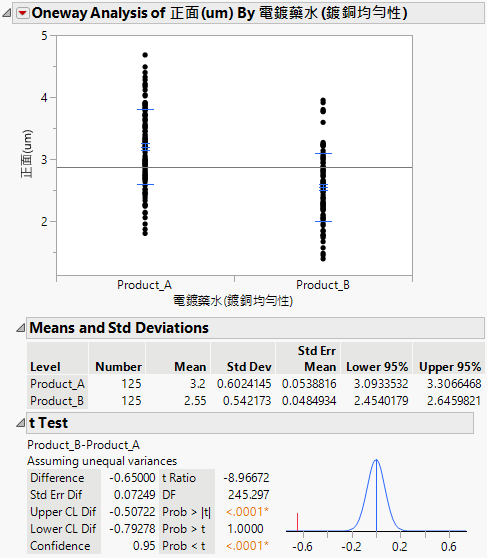 Oneway Analysis of 正面(um) By 電鍍藥水(鍍銅均勻性)
5
4
3
2
正面(um)
Product_A Product_B
電鍍藥水(鍍銅均勻性)
Means and Std Deviations
Level Number Mean Std Dev Std Err Mean Lower 95% Upper 95%
Product_A 125 3.2 0.6024145 0.0538816 3.0933532 3.3066468
Product_B 125 2.55 0.542173 0.0484934 2.4540179 2.6459821
t Test
Product_B-Product_A
Assuming unequal variances
Difference -0.65000 t Ratio -8.96672
Std Err Dif 0.07249 DF 245.297
Upper CL Dif -0.50722 Prob > |t| <.0001*
Lower CL Dif -0.79278 Prob > t 1.0000
Confidence 0.95 Prob < t <.0001*
-0.6 -0.2 0.2 0.6